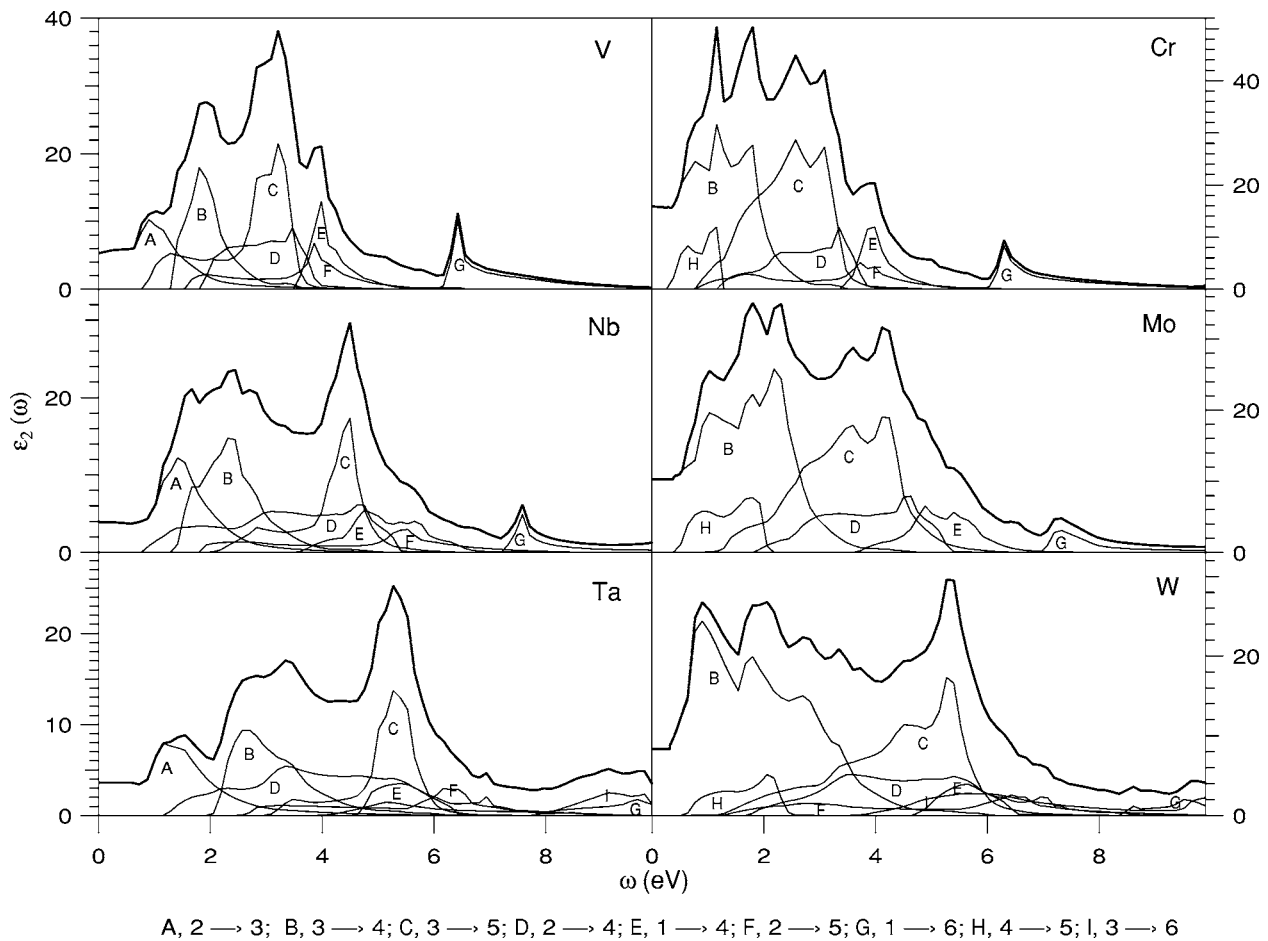 40
V
Cr
20
0
40
20
0
A
B
C
D
E
F
G
H
B
C
D
E
F
G
Nb
Mo
20
0
20
0
A
B
C
D
E
F
G
H
B
C
D
E
G
ε₂ (ω)
Ta
W
20
10
0
20
0
A
B
C
D
E
F
I
G
H
B
C
D
E
F
I
G
0 2 4 6 8 0 2 4 6 8
ω (eV)
A, 2 → 3; B, 3 → 4; C, 3 → 5; D, 2 → 4; E, 1 → 4; F, 2 → 5; G, 1 → 6; H, 4 → 5; I, 3 → 6